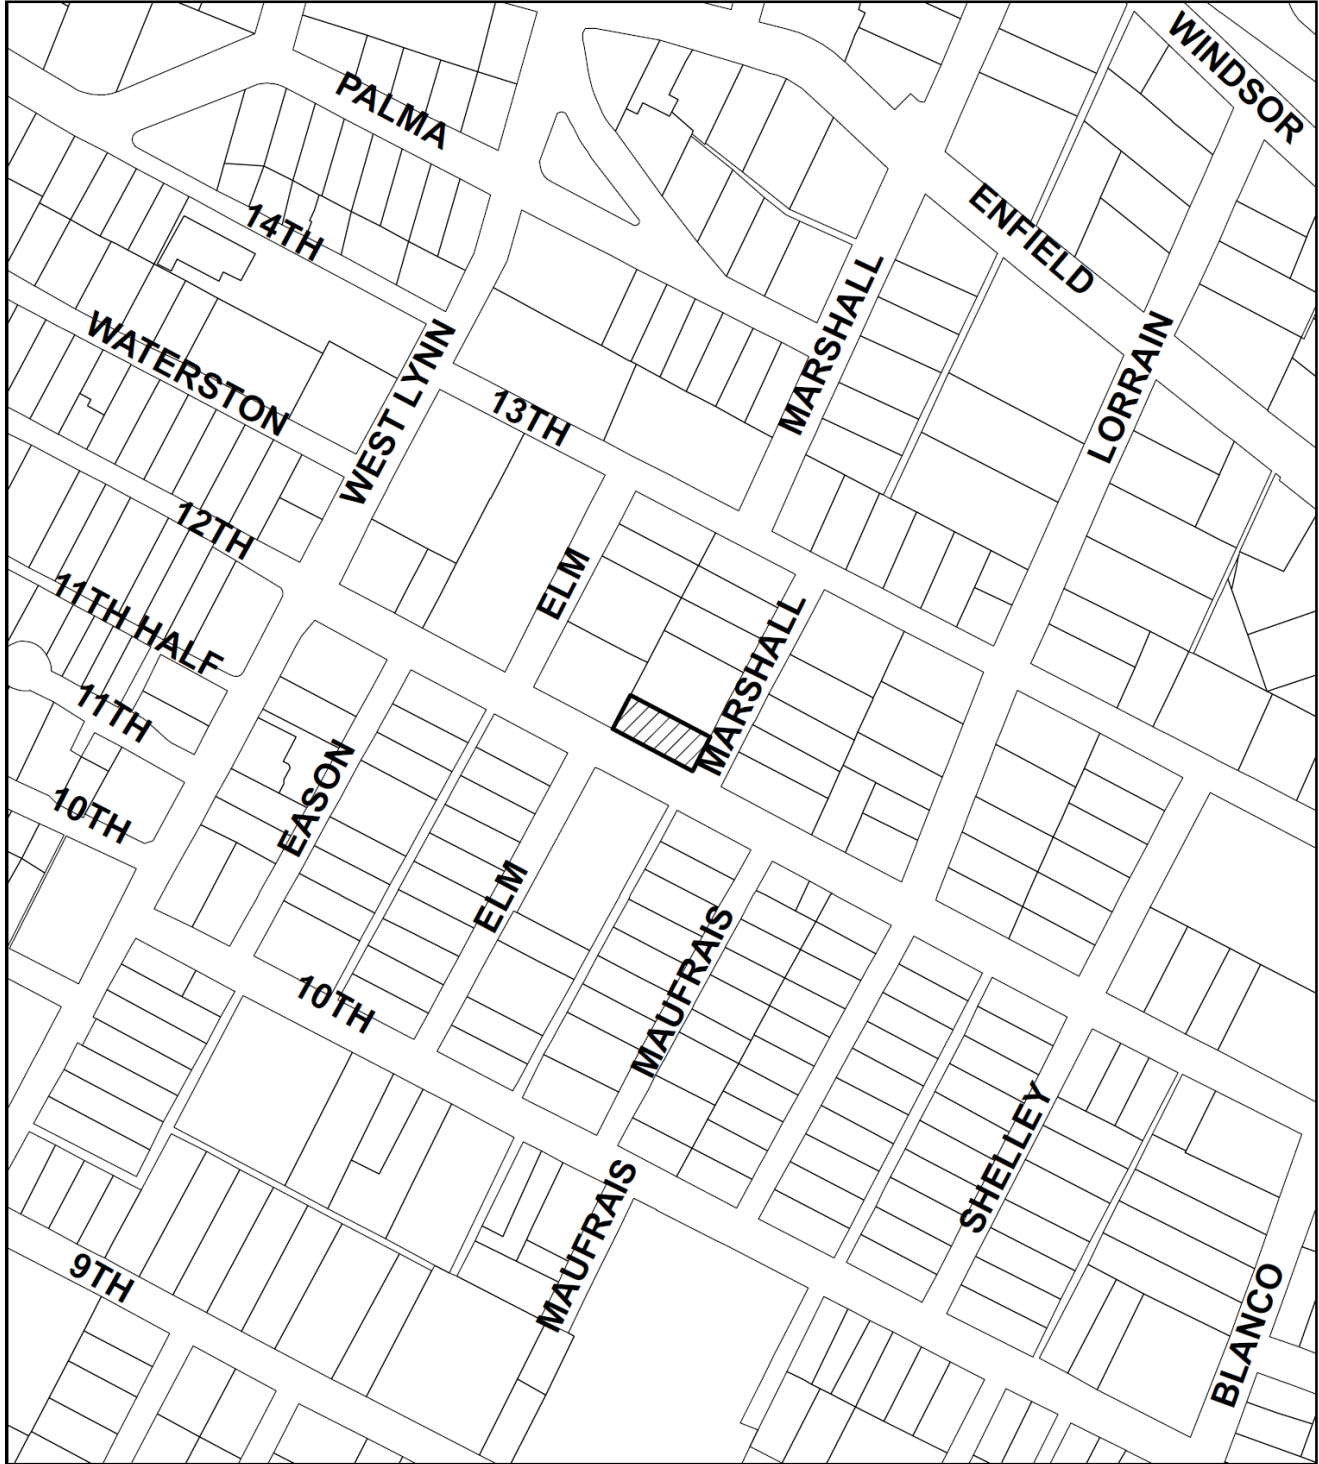 WINDSOR
PALMA
14TH
ENFIELD
MARSHALL
LORRAIN
WATERSTON
WEST LYNN
13TH
12TH
ELM
11TH HALF
MARSHALL
11TH
EASON
10TH
ELM
MAUFRAIS
10TH
SHELLEY
MAUFRAIS
9TH
BLANCO